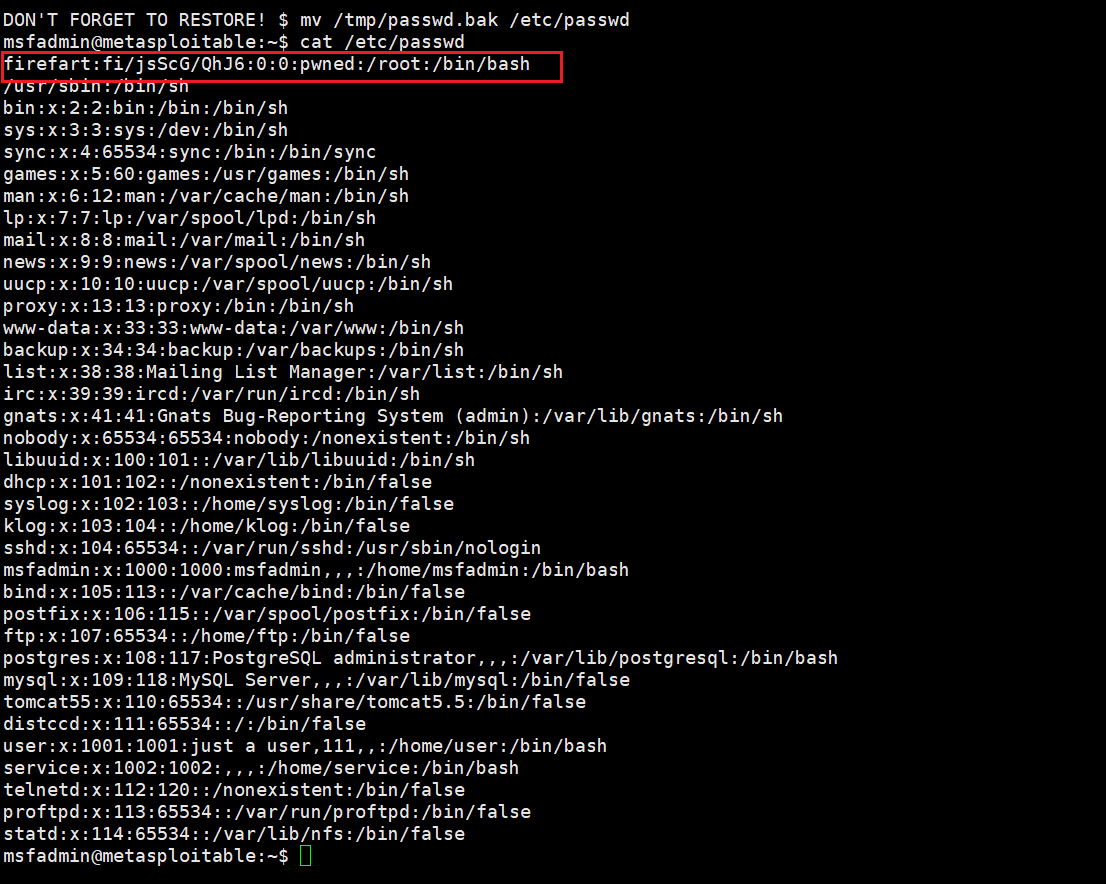 DON'T FORGET TO RESTORE! $ mv /tmp/passwd.bak /etc/passwd
msfadmin@metasploitable:~$ cat /etc/passwd
firefart:fi/jsScG/QhJ6:0:0:pwned:/root:/bin/bash
/usr/sbin:/bin/sh
bin:x:2:2:bin:/bin:/bin/sh
sys:x:3:3:sys:/dev:/bin/sh
sync:x:4:65534:sync:/bin:/bin/sync
games:x:5:60:games:/usr/games:/bin/sh
man:x:6:12:man:/var/cache/man:/bin/sh
lp:x:7:7:lp:/var/spool/lpd:/bin/sh
mail:x:8:8:mail:/var/mail:/bin/sh
news:x:9:9:news:/var/spool/news:/bin/sh
uucp:x:10:10:uucp:/var/spool/uucp:/bin/sh
proxy:x:13:13:proxy:/bin:/bin/sh
www-data:x:33:33:www-data:/var/www:/bin/sh
backup:x:34:34:backup:/var/backups:/bin/sh
list:x:38:38:Mailing List Manager:/var/list:/bin/sh
irc:x:39:39:ircd:/var/run/ircd:/bin/sh
gnats:x:41:41:Gnats Bug-Reporting System (admin):/var/lib/gnats:/bin/sh
nobody:x:65534:65534:nobody:/nonexistent:/bin/sh
libuuid:x:100:101::/var/lib/libuuid:/bin/sh
dhcp:x:101:102::/nonexistent:/bin/false
syslog:x:102:103::/home/syslog:/bin/false
klog:x:103:104::/home/klog:/bin/false
sshd:x:104:65534::/var/run/sshd:/usr/sbin/nologin
msfadmin:x:1000:1000:msfadmin,,,:/home/msfadmin:/bin/bash
bind:x:105:113::/var/cache/bind:/bin/false
postfix:x:106:115::/var/spool/postfix:/bin/false
ftp:x:107:65534::/home/ftp:/bin/false
postgres:x:108:117:PostgreSQL administrator,,,:/var/lib/postgresql:/bin/bash
mysql:x:109:118:MySQL Server,,,:/var/lib/mysql:/bin/false
tomcat55:x:110:65534::/usr/share/tomcat5.5:/bin/false
distccd:x:111:65534::/:/bin/false
user:x:1001:1001:just a user,111,,:/home/user:/bin/bash
service:x:1002:1002:,,,:/home/service:/bin/bash
telnetd:x:112:120::/nonexistent:/bin/false
proftpd:x:113:65534::/var/run/proftpd:/bin/false
statd:x:114:65534::/var/lib/nfs:/bin/false
msfadmin@metasploitable:~$